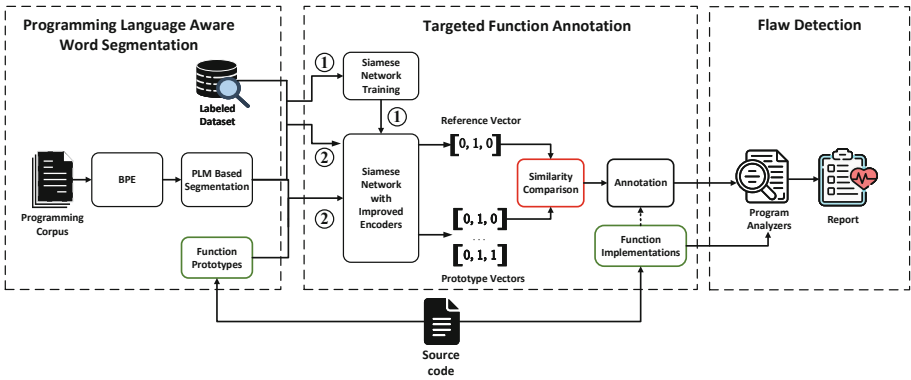 Programming Language Aware
Word Segmentation
Labeled
Dataset
BPE
PLM Based
Segmentation
Programming
Corpus
Function
Prototypes
Targeted Function Annotation
①
Siamese
Network
Training
①
②
②
Siamese
Network
with
Improved
Encoders
Reference Vector
[0, 1, 0]
[0, 1, 0]
...
[0, 1, 1]
Prototype Vectors
Similarity
Comparison
Annotation
Function
Implementations
Flaw Detection
Program
Analyzers
Report
Source
code